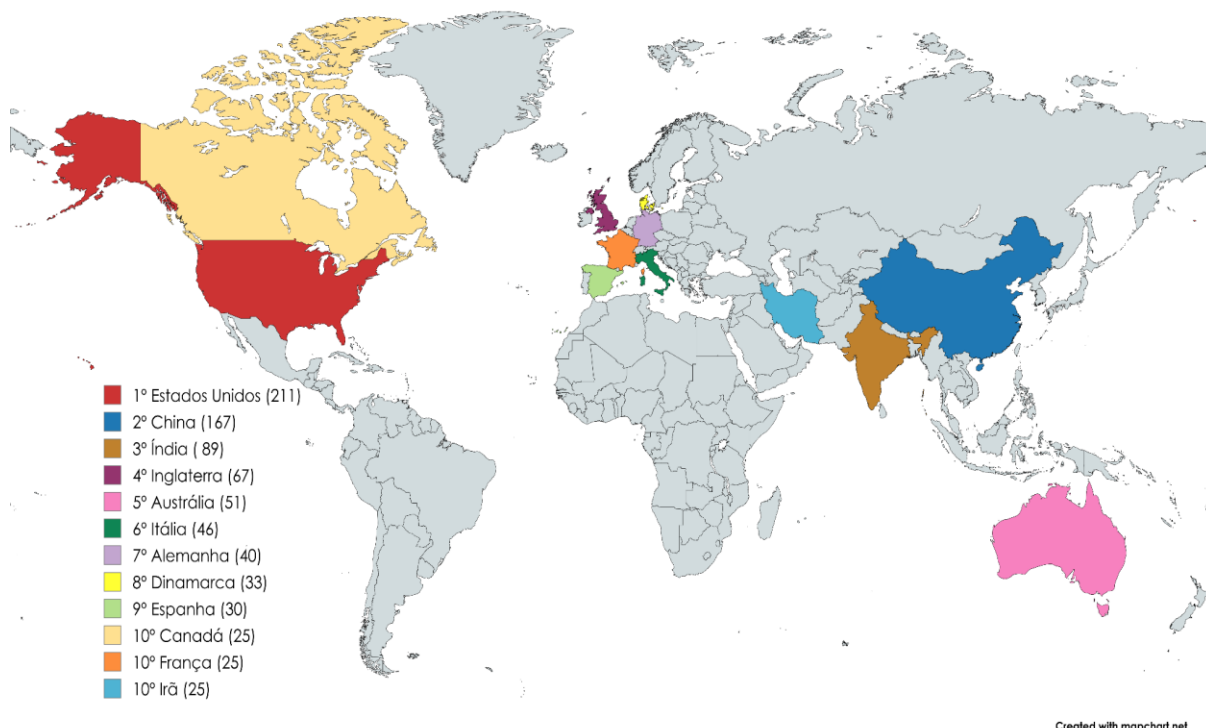 1º Estados Unidos (211)
2º China (167)
3º Índia ( 89)
4º Inglaterra (67)
5º Austrália (51)
6º Itália (46)
7º Alemanha (40)
8º Dinamarca (33)
9º Espanha (30)
10º Canadá (25)
10º França (25)
10º Irã (25)
Created with mapchart.net